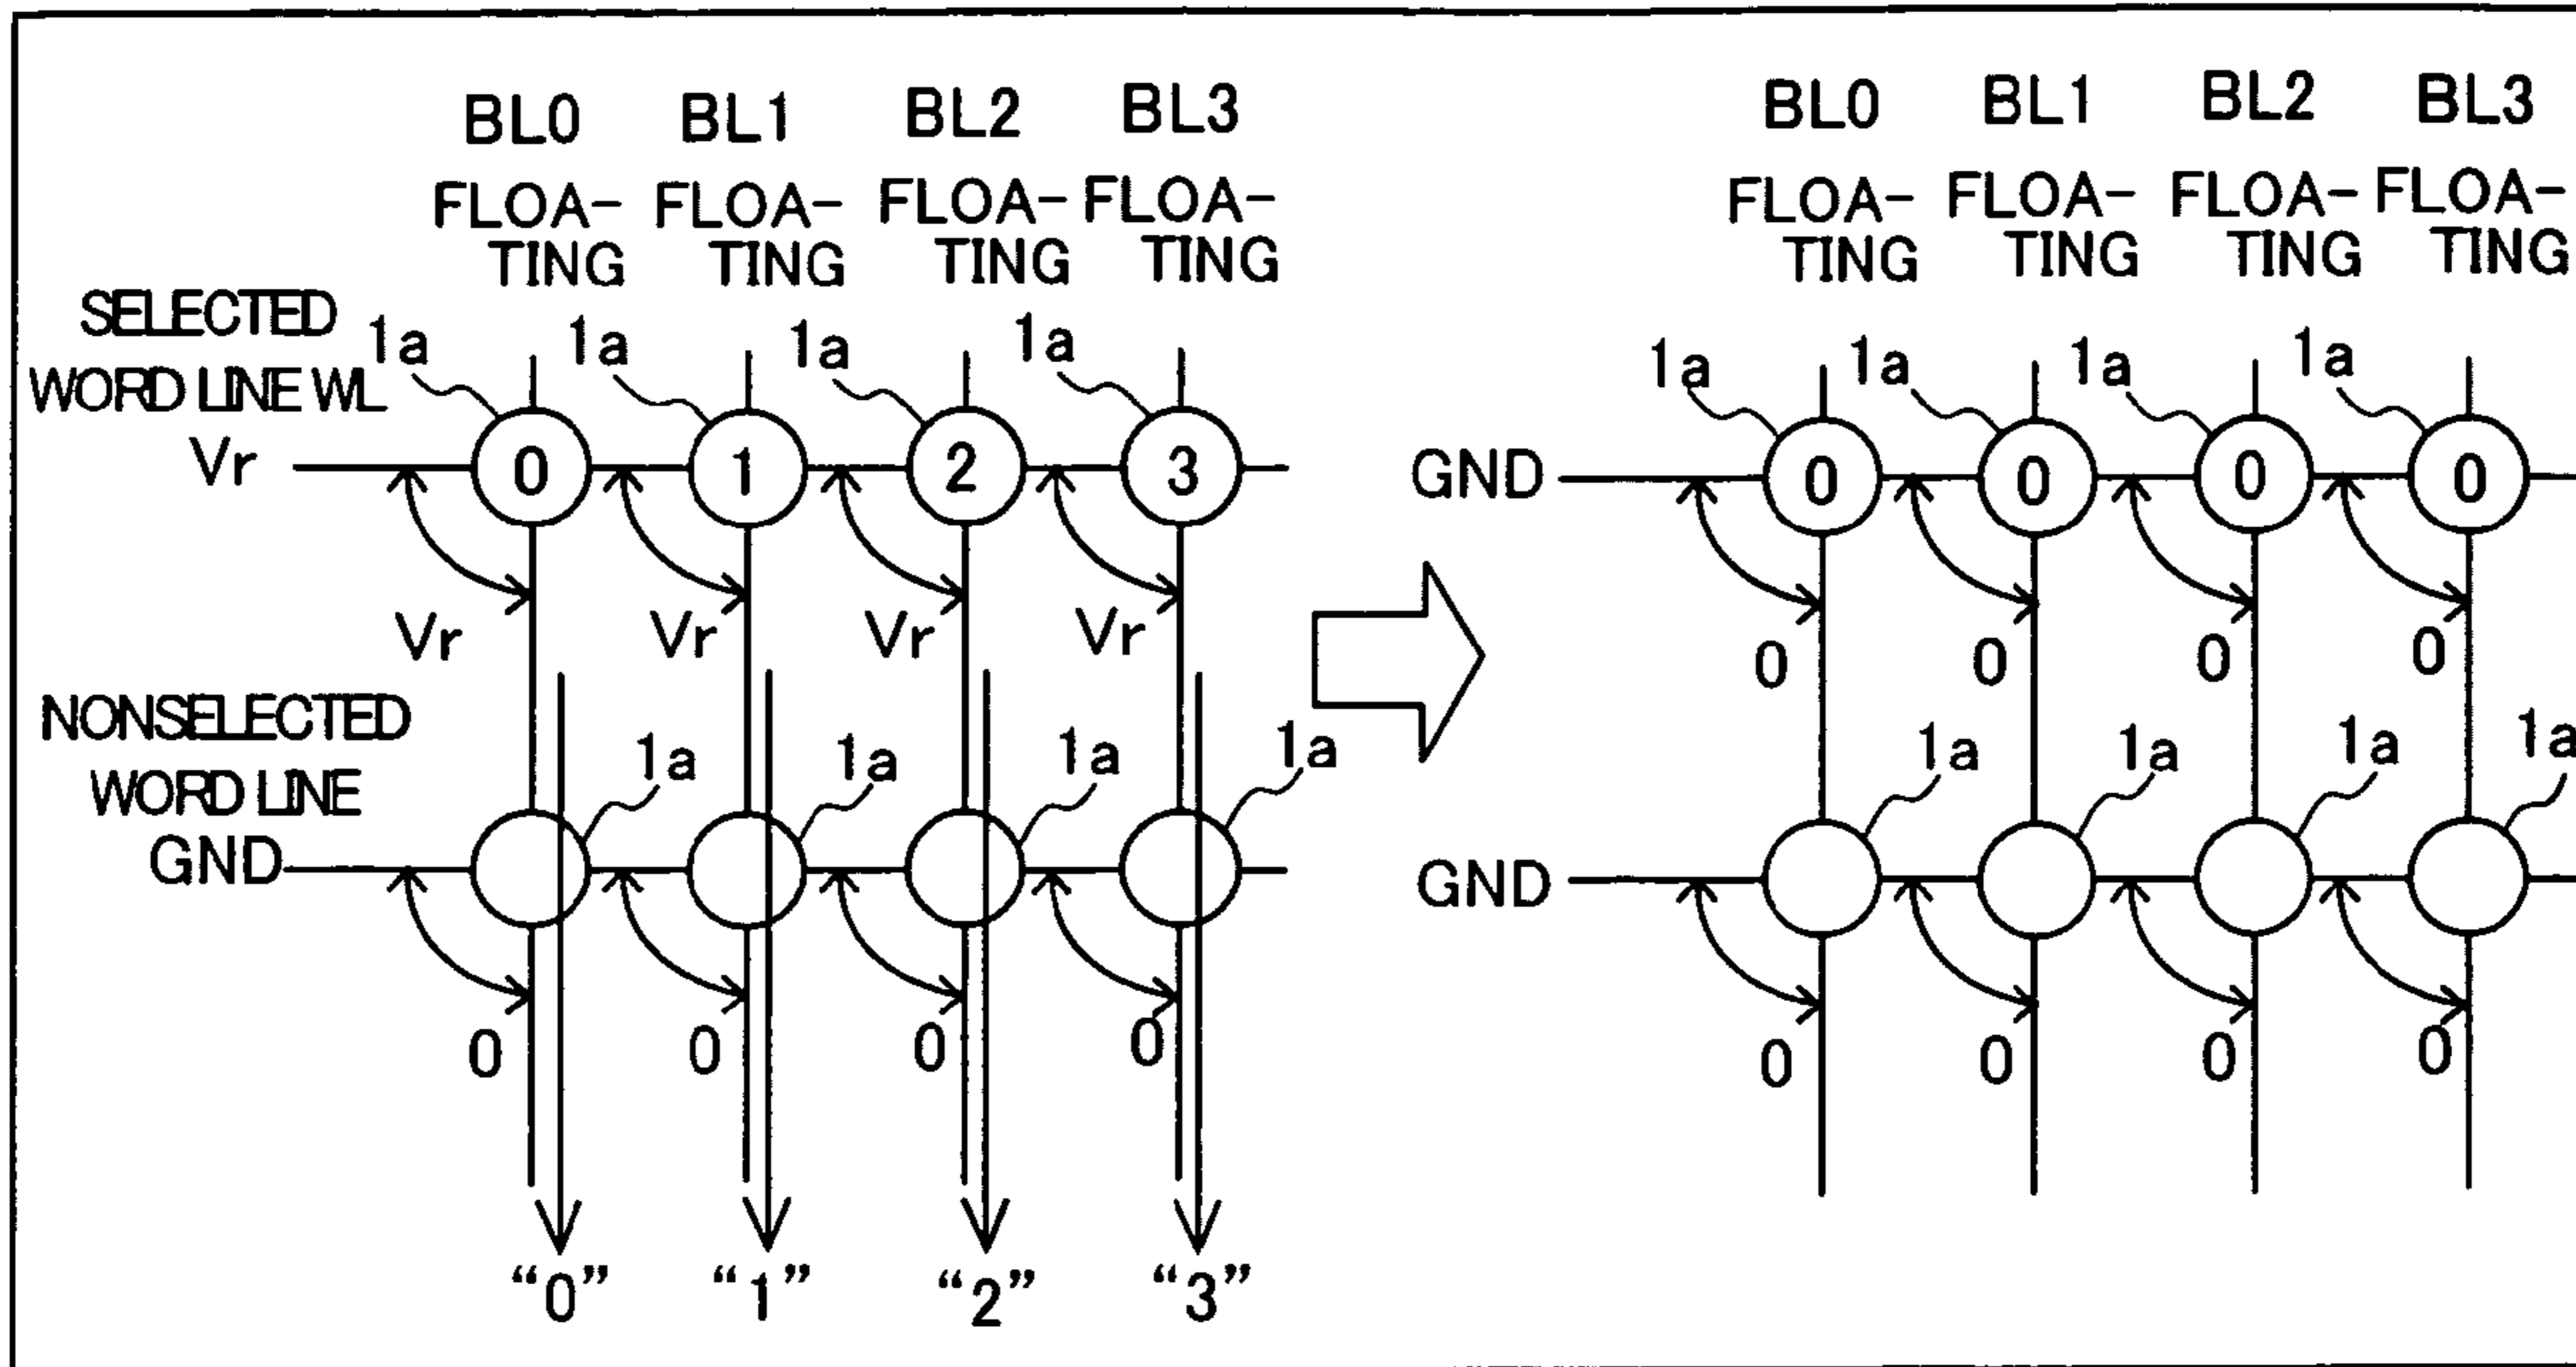 BL0 BL1 BL2 BL3 BL0 BL1 BL2 BL3
FLOA- FLOA- FLOA- FLOA- FLOA- FLOA- FLOA- FLOA-
TING TING TING TING TING TING TING TING
SELECTED
1a 1a 1a 1a 1a 1a 1a 1a
WORD LINE WL
Vr 0 1 2 3 GND 0 0 0 0
Vr Vr Vr Vr 0 0 0 0
NONSELECTED
1a 1a 1a 1a 1a 1a 1a 1a
WORD LINE
GND GND
0 0 0 0 0 0 0 0
“0” “1” “2” “3”